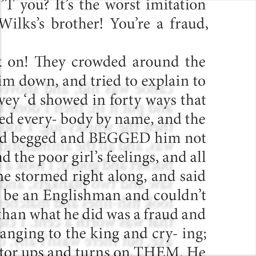 ’T you? It’s the worst imitation
Wilks’s brother! You’re a fraud,
on! They crowded around the
him down, and tried to explain to
vey ‘d showed in forty ways that
ed every- body by name, and the
d begged and BEGGED him not
nd the poor girl’s feelings, and all
he stormed right along, and said
be an Englishman and couldn’t
than what he did was a fraud and
anging to the king and cry- ing;
tor ups and turns on THEM. He